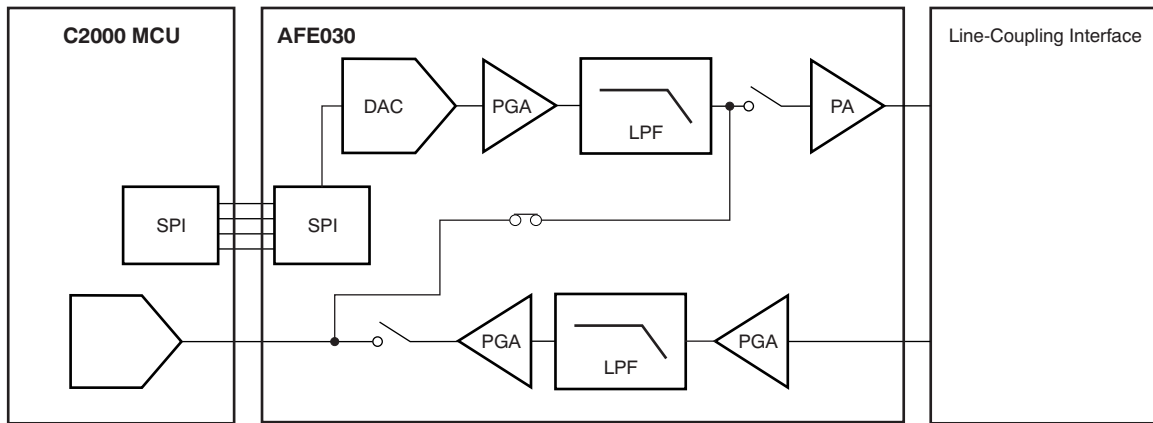 C2000 MCU
AFE030
Line-Coupling Interface
DAC
PGA
LPF
PA
SPI
SPI
PGA
LPF
PGA